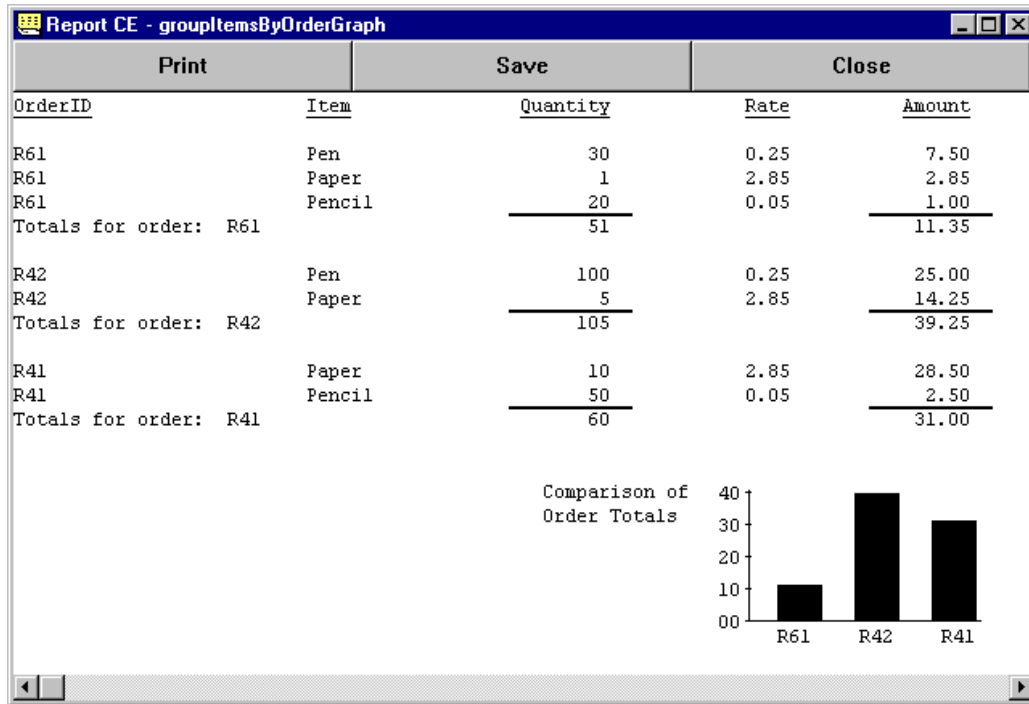 Report CE - groupItemsByOrderGraph
Print Save Close
OrderID Item Quantity Rate Amount
R61 Pen 30 0.25 7.50
R61 Paper 1 2.85 2.85
R61 Pencil 20 0.05 1.00
Totals for order: R61 51 11.35
R42 Pen 100 0.25 25.00
R42 Paper 5 2.85 14.25
Totals for order: R42 105 39.25
R41 Paper 10 2.85 28.50
R41 Pencil 50 0.05 2.50
Totals for order: R41 60 31.00
Comparison of
Order Totals
40
30
20
10
00
R61 R42 R41